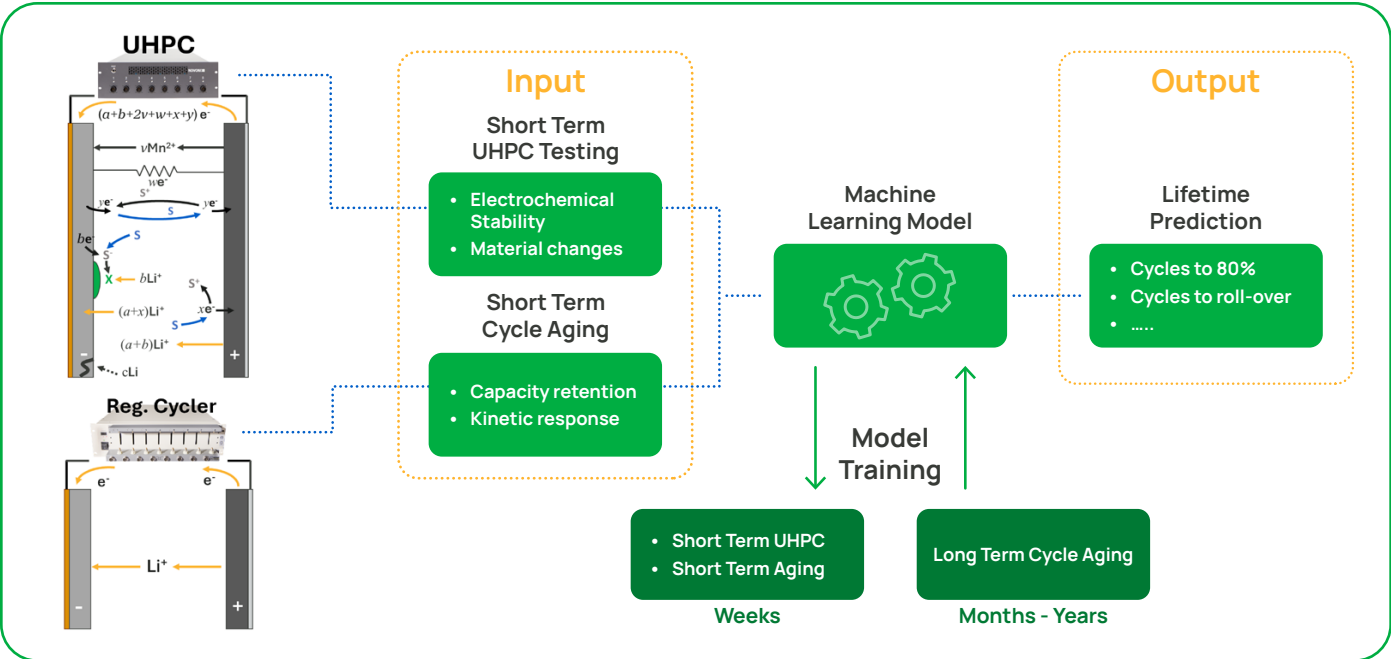 UHPC
(a+b+2v+w+x+y) e⁻
vMn²⁺
we⁻
S⁺
ye⁻
S
ye⁻
be⁻
S
S⁻
X
bLi⁺
S⁺
(a+x)Li⁺
xe⁻
S
(a+b)Li⁺
-
+
cLi
Reg. Cycler
e⁻
e⁻
Li⁺
-
+
Input
Short Term
UHPC Testing
• Electrochemical
Stability
• Material changes
Short Term
Cycle Aging
• Capacity retention
• Kinetic response
Machine
Learning Model
Model
Training
• Short Term UHPC
• Short Term Aging
Weeks
Long Term Cycle Aging
Months - Years
Output
Lifetime
Prediction
• Cycles to 80%
• Cycles to roll-over
• .....